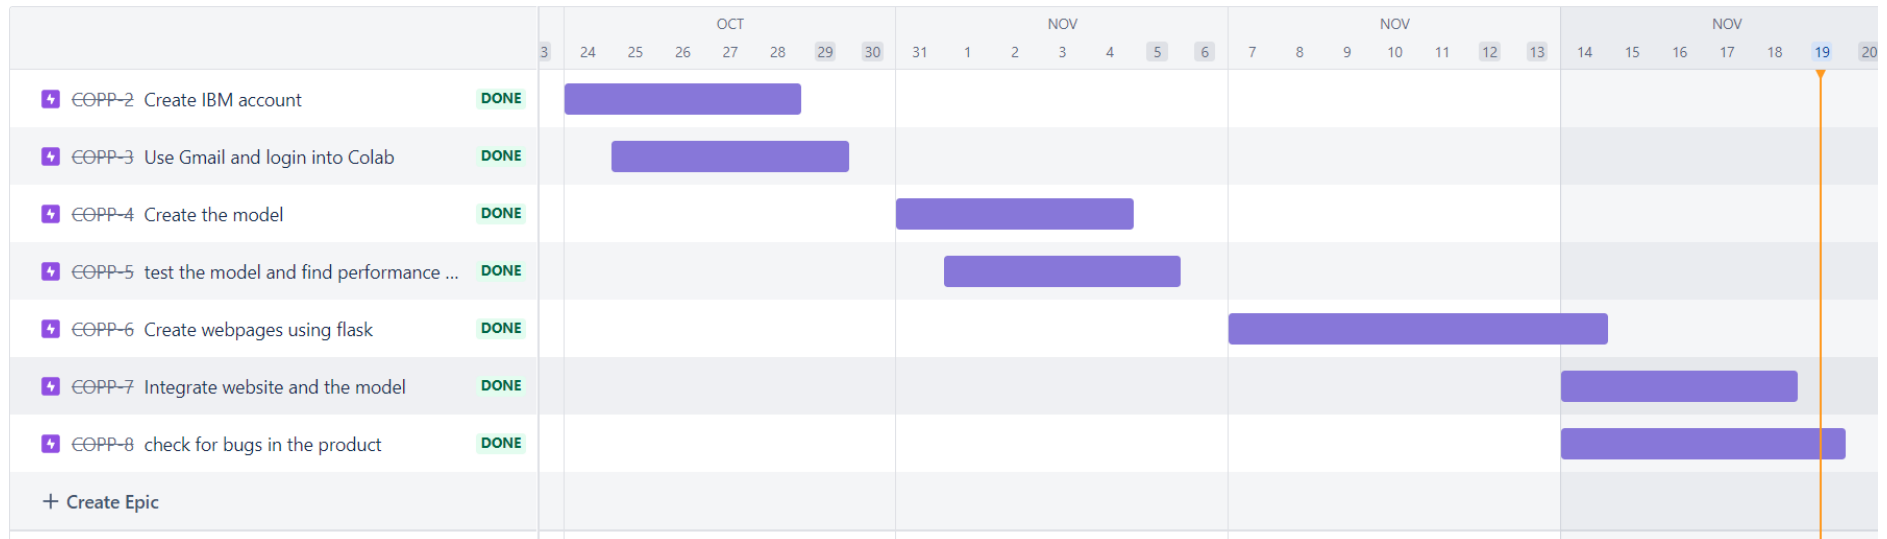 OCT NOV NOV NOV
3 24 25 26 27 28 29 30 31 1 2 3 4 5 6 7 8 9 10 11 12 13 14 15 16 17 18 19 20
COPP-2 Create IBM account DONE
COPP-3 Use Gmail and login into Colab DONE
COPP-4 Create the model DONE
COPP-5 test the model and find performance ... DONE
COPP-6 Create webpages using flask DONE
COPP-7 Integrate website and the model DONE
COPP-8 check for bugs in the product DONE
+ Create Epic